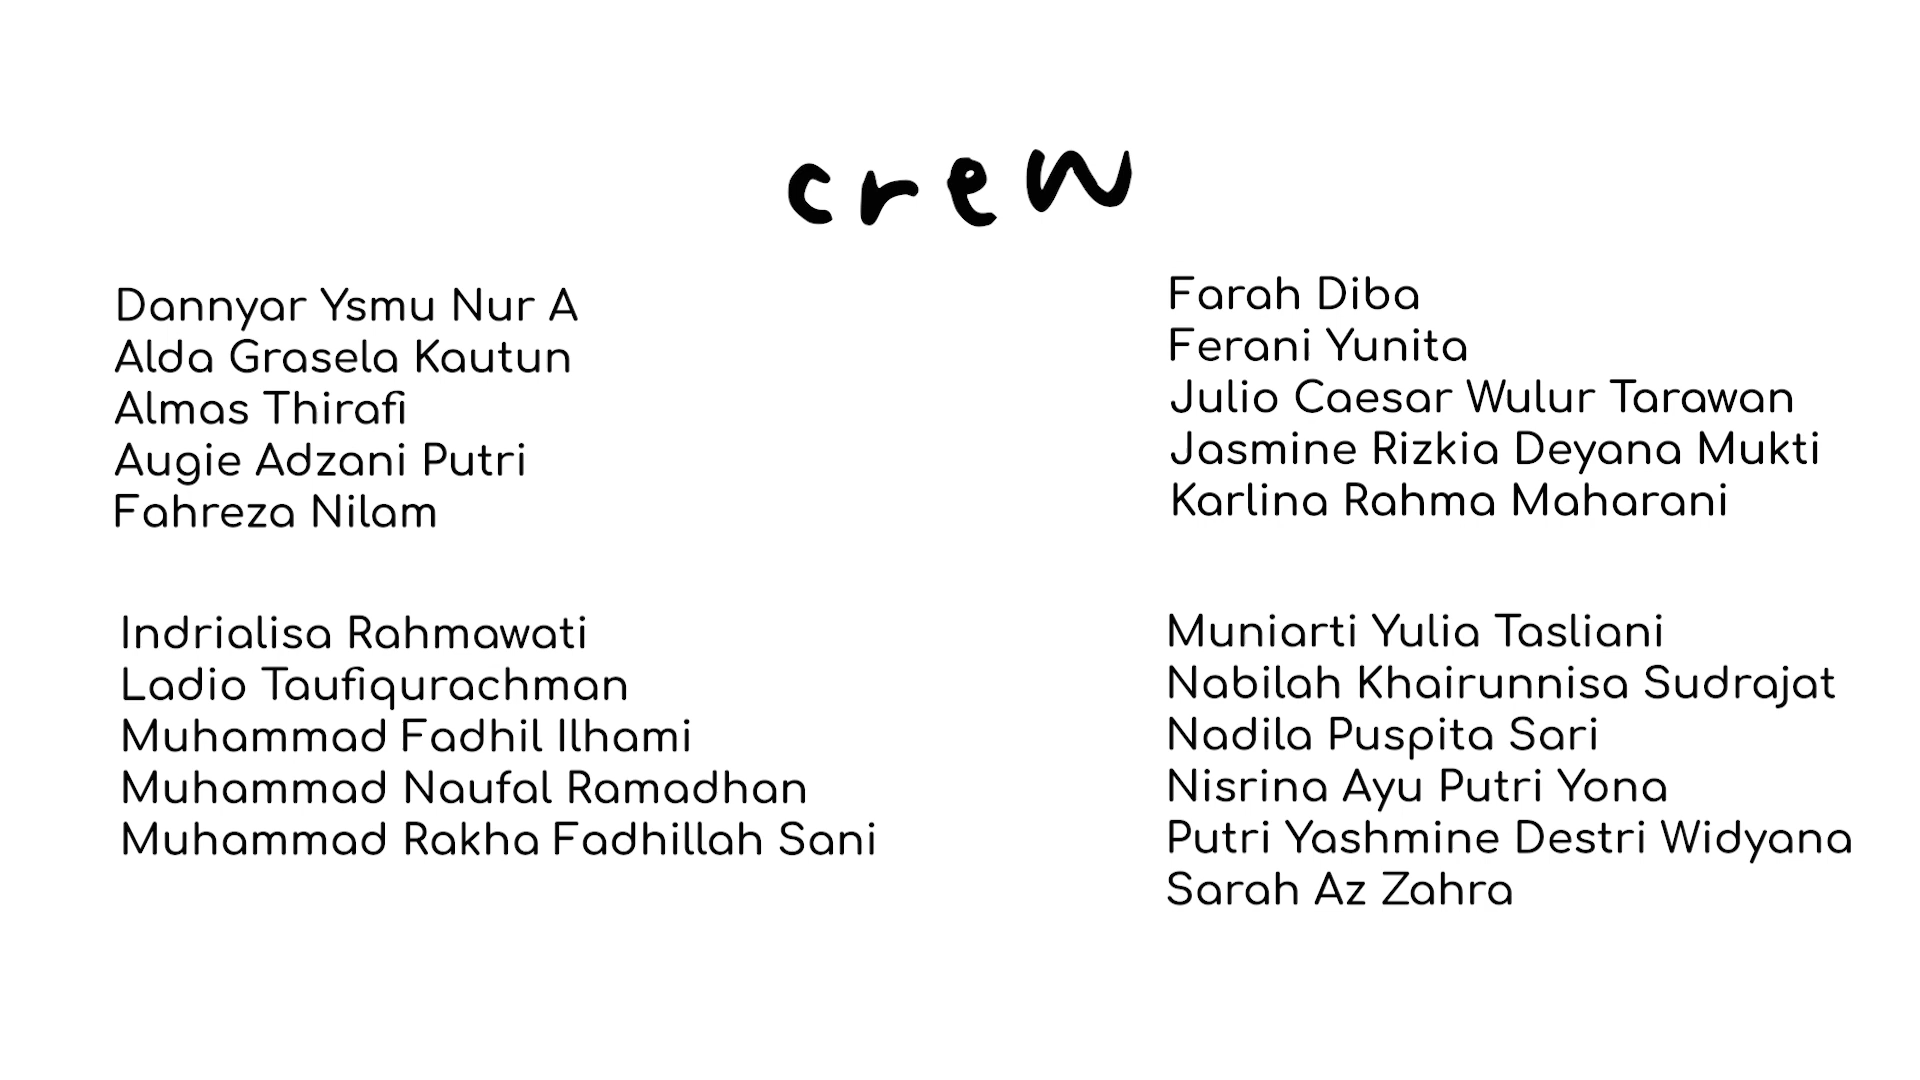 crew
Dannyar Ysmu Nur A
Alda Grasela Kautun
Almas Thirafi
Augie Adzani Putri
Fahreza Nilam
Farah Diba
Ferani Yunita
Julio Caesar Wulur Tarawan
Jasmine Rizkia Deyana Mukti
Karlina Rahma Maharani
Indrialisa Rahmawati
Ladio Taufiqurachman
Muhammad Fadhil Ilhami
Muhammad Naufal Ramadhan
Muhammad Rakha Fadhillah Sani
Muniarti Yulia Tasliani
Nabilah Khairunnisa Sudrajat
Nadila Puspita Sari
Nisrina Ayu Putri Yona
Putri Yashmine Destri Widyana
Sarah Az Zahra